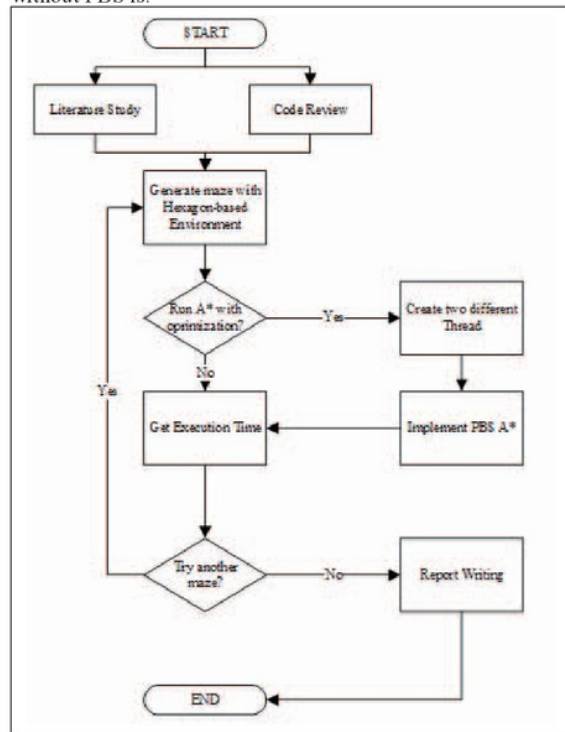 without PBS is:
START
Literature Study
Code Review
Generate maze with
Hexagon-based
Environment
Run A* with
oprimization?
Yes
Create two different
Thread
No
Yes
Get Execution Time
Implement PBS A*
Try another
maze?
No
Report Writing
END